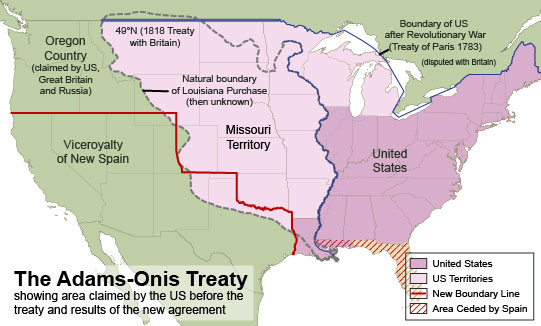 Oregon
Country
(claimed by US,
Great Britain
and Russia)
49°N (1818 Treaty
with Britain)
Boundary of US
after Revolutionary War
(Treaty of Paris 1783)
(disputed with Britain)
Natural boundary
of Louisiana Purchase
(then unknown)
Missouri
Territory
Viceroyalty
of New Spain
United
States
The Adams-Onis Treaty
showing area claimed by the US before the
treaty and results of the new agreement
United States
US Territories
New Boundary Line
Area Ceded by Spain